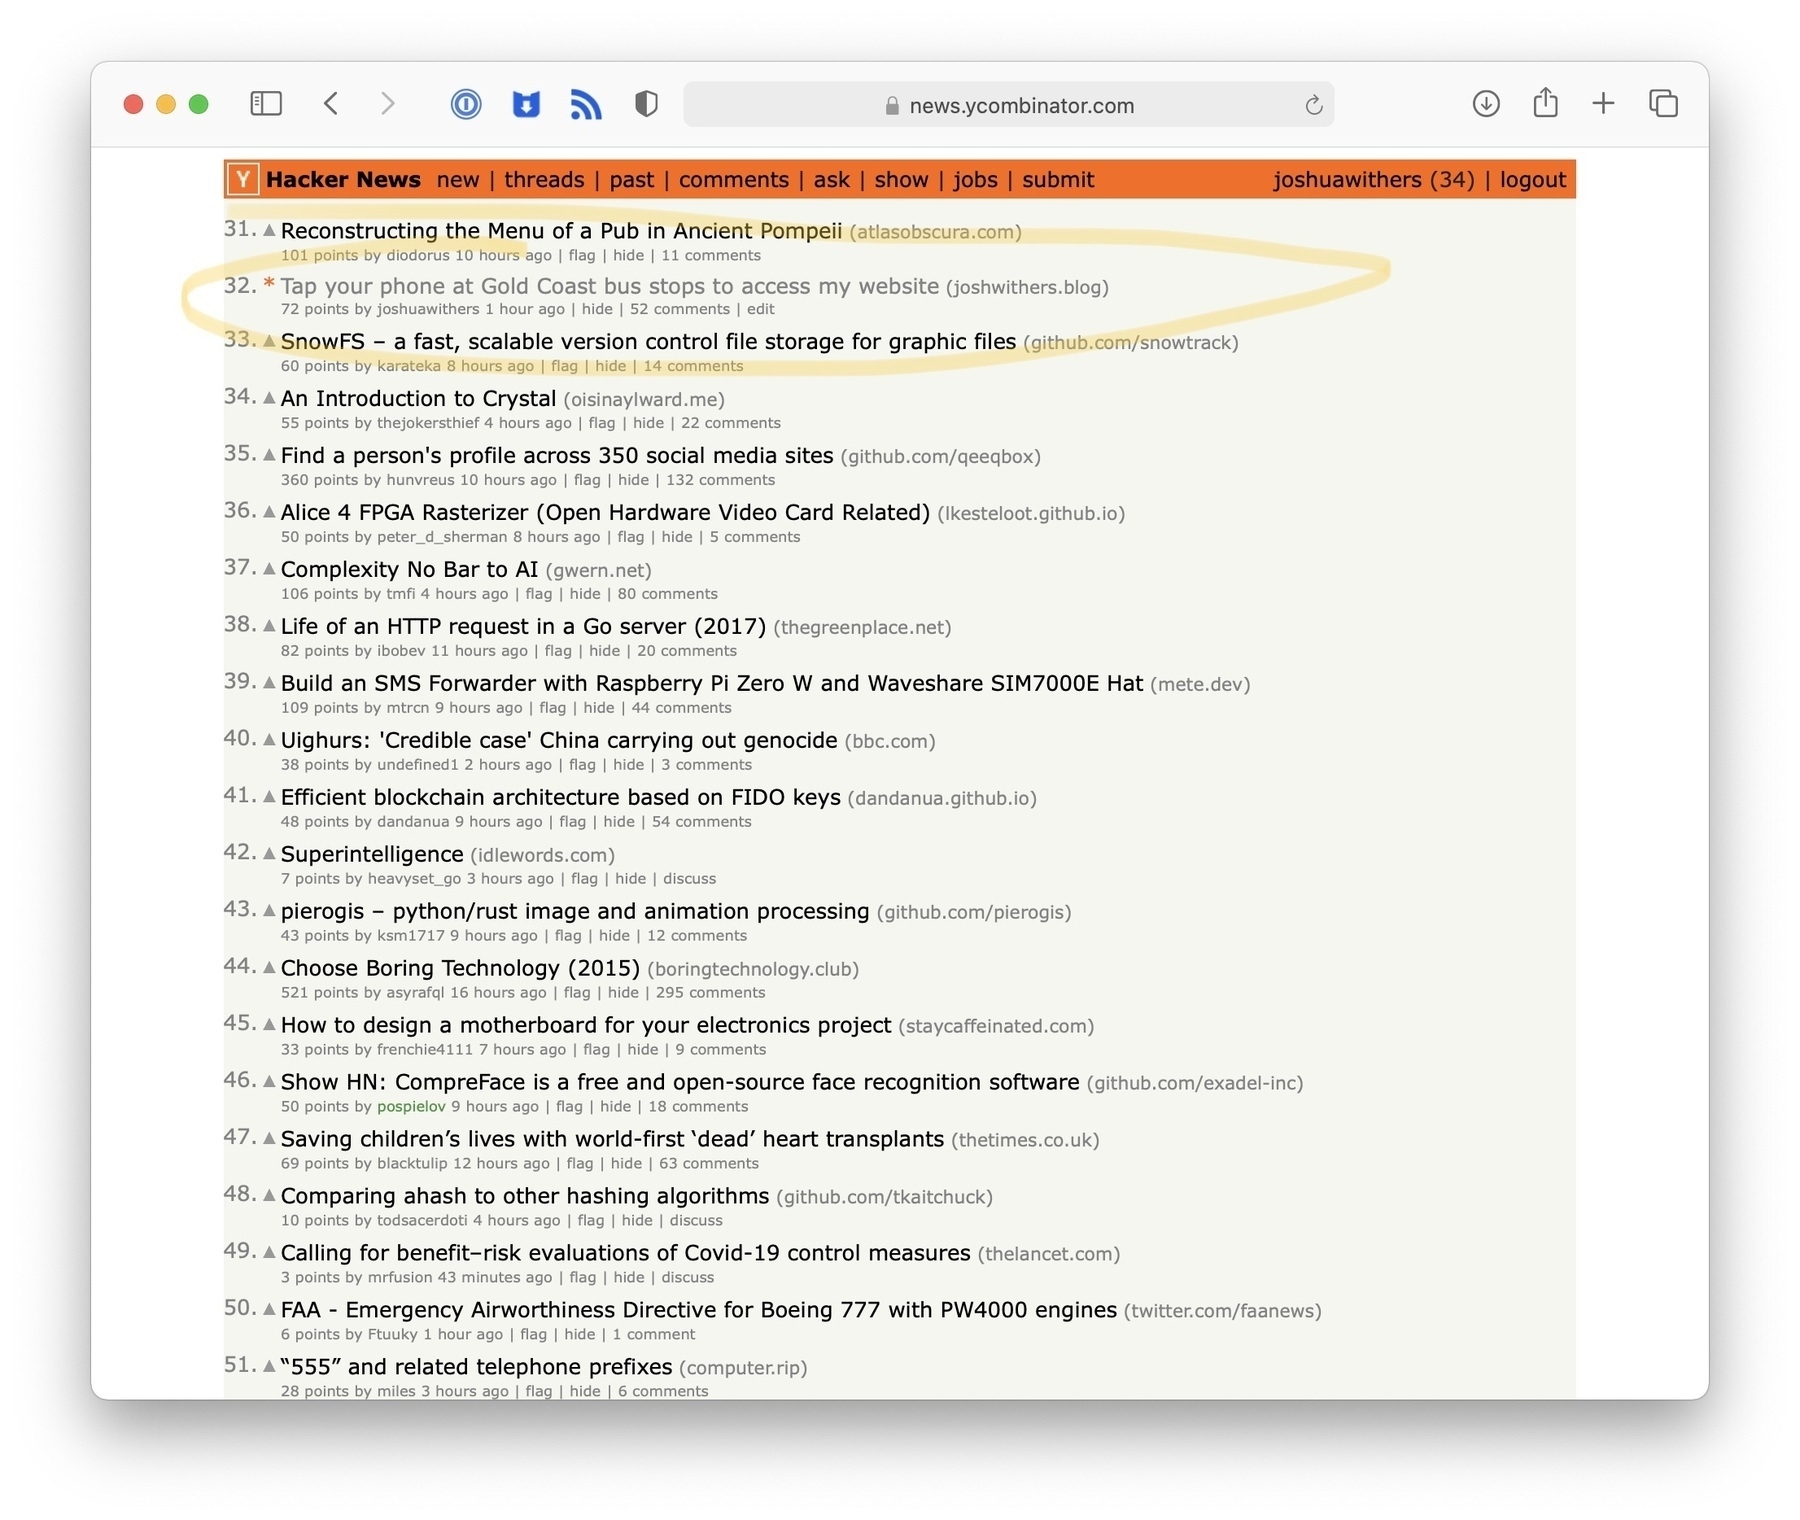 news.ycombinator.com
Y Hacker News new | threads | past | comments | ask | show | jobs | submit joshuawithers (34) | logout
31. ▲ Reconstructing the Menu of a Pub in Ancient Pompeii (atlasobscura.com)
101 points by diodorus 10 hours ago | flag | hide | 11 comments
32. * Tap your phone at Gold Coast bus stops to access my website (joshwithers.blog)
72 points by joshuawithers 1 hour ago | hide | 52 comments | edit
33. ▲ SnowFS – a fast, scalable version control file storage for graphic files (github.com/snowtrack)
60 points by karateka 8 hours ago | flag | hide | 14 comments
34. ▲ An Introduction to Crystal (oisinaylward.me)
55 points by thejokersthief 4 hours ago | flag | hide | 22 comments
35. ▲ Find a person's profile across 350 social media sites (github.com/qeeqbox)
360 points by hunvreus 10 hours ago | flag | hide | 132 comments
36. ▲ Alice 4 FPGA Rasterizer (Open Hardware Video Card Related) (lkesteloot.github.io)
50 points by peter_d_sherman 8 hours ago | flag | hide | 5 comments
37. ▲ Complexity No Bar to AI (gwern.net)
106 points by tmfi 4 hours ago | flag | hide | 80 comments
38. ▲ Life of an HTTP request in a Go server (2017) (thegreenplace.net)
82 points by ibobev 11 hours ago | flag | hide | 20 comments
39. ▲ Build an SMS Forwarder with Raspberry Pi Zero W and Waveshare SIM7000E Hat (mete.dev)
109 points by mtrcn 9 hours ago | flag | hide | 44 comments
40. ▲ Uighurs: 'Credible case' China carrying out genocide (bbc.com)
38 points by undefined1 2 hours ago | flag | hide | 3 comments
41. ▲ Efficient blockchain architecture based on FIDO keys (dandanua.github.io)
48 points by dandanua 9 hours ago | flag | hide | 54 comments
42. ▲ Superintelligence (idlewords.com)
7 points by heavyset_go 3 hours ago | flag | hide | discuss
43. ▲ pierogis – python/rust image and animation processing (github.com/pierogis)
43 points by ksm1717 9 hours ago | flag | hide | 12 comments
44. ▲ Choose Boring Technology (2015) (boringtechnology.club)
521 points by asyrafql 16 hours ago | flag | hide | 295 comments
45. ▲ How to design a motherboard for your electronics project (staycaffeinated.com)
33 points by frenchie4111 7 hours ago | flag | hide | 9 comments
46. ▲ Show HN: CompreFace is a free and open-source face recognition software (github.com/exadel-inc)
50 points by pospielov 9 hours ago | flag | hide | 18 comments
47. ▲ Saving children’s lives with world-first ‘dead’ heart transplants (thetimes.co.uk)
69 points by blacktulip 12 hours ago | flag | hide | 63 comments
48. ▲ Comparing ahash to other hashing algorithms (github.com/tkaitchuck)
10 points by todsacerdoti 4 hours ago | flag | hide | discuss
49. ▲ Calling for benefit–risk evaluations of Covid-19 control measures (thelancet.com)
3 points by mrfusion 43 minutes ago | flag | hide | discuss
50. ▲ FAA - Emergency Airworthiness Directive for Boeing 777 with PW4000 engines (twitter.com/faanews)
6 points by Ftuuky 1 hour ago | flag | hide | 1 comment
51. ▲ “555” and related telephone prefixes (computer.rip)
28 points by miles 3 hours ago | flag | hide | 6 comments